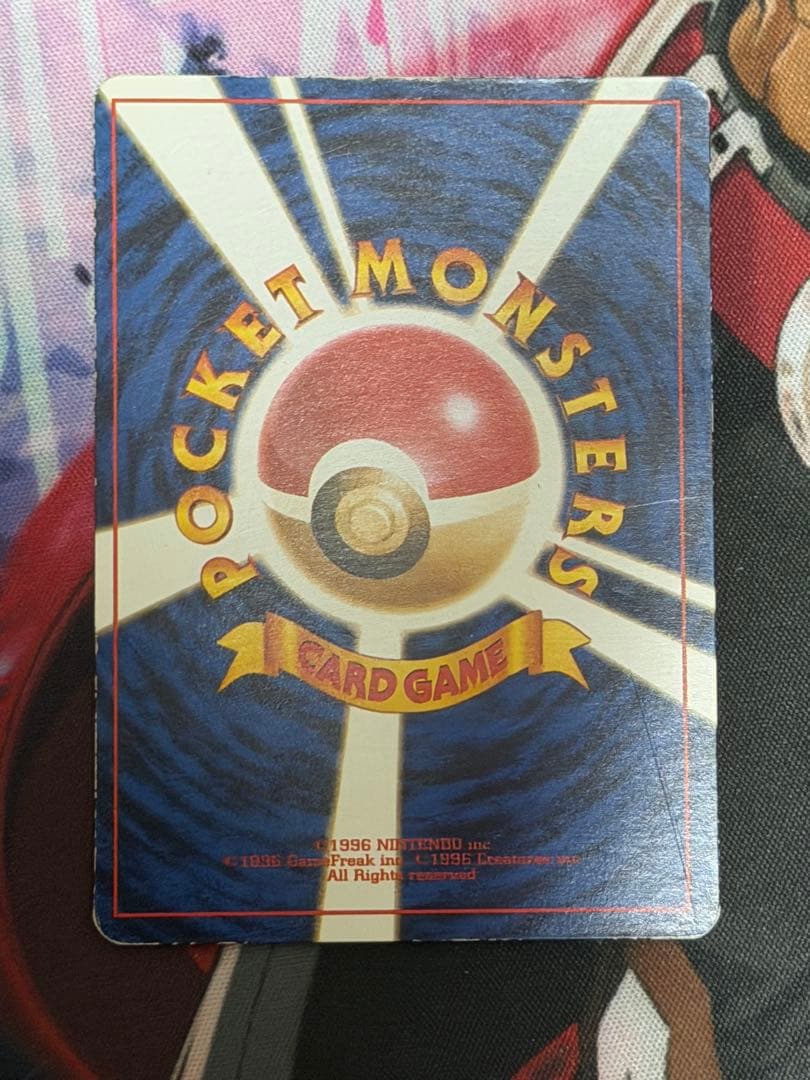 POCKET MONSTERS
CARD GAME
©1996 NINTENDO inc
©1996 GameFreak inc ©1996 Creatures inc
All Rights reserved